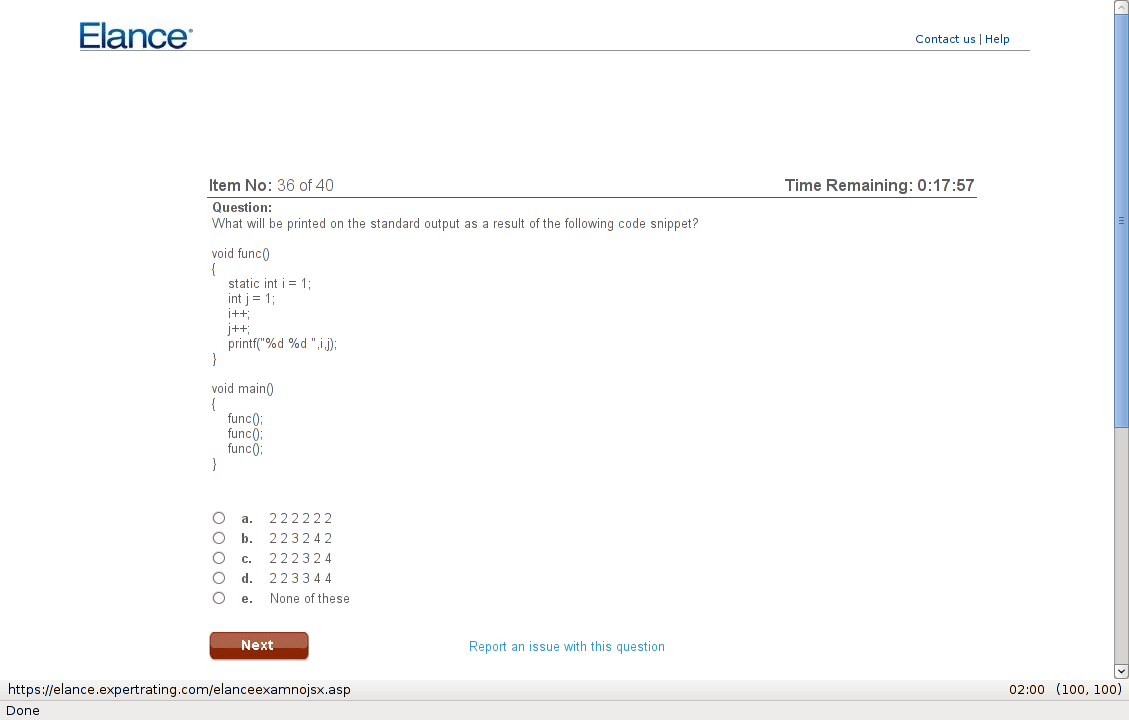 Elance
Contact us | Help
Item No: 36 of 40
Time Remaining: 0:17:57
Question:
What will be printed on the standard output as a result of the following code snippet?
void func()
{
static int i = 1;
int j = 1;
i++;
j++;
printf("%d %d ",i,j);
}
void main()
{
func();
func();
func();
}
a. 2 2 2 2 2 2
b. 2 2 3 2 4 2
c. 2 2 2 3 2 4
d. 2 2 3 3 4 4
e. None of these
Next
Report an issue with this question
https://elance.expertrating.com/elanceexamnojsx.asp
02:00 (100, 100)
Done